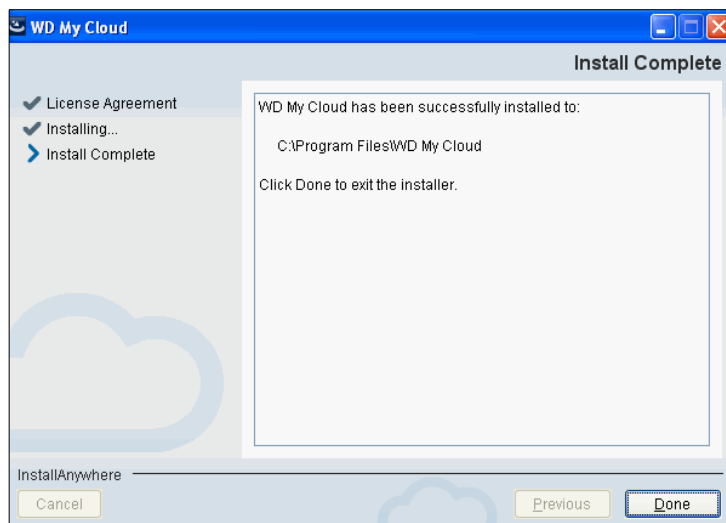 WD My Cloud
Install Complete
License Agreement
Installing...
Install Complete
WD My Cloud has been successfully installed to:
C:\Program Files\WD My Cloud
Click Done to exit the installer.
InstallAnywhere
Cancel
Previous
Done